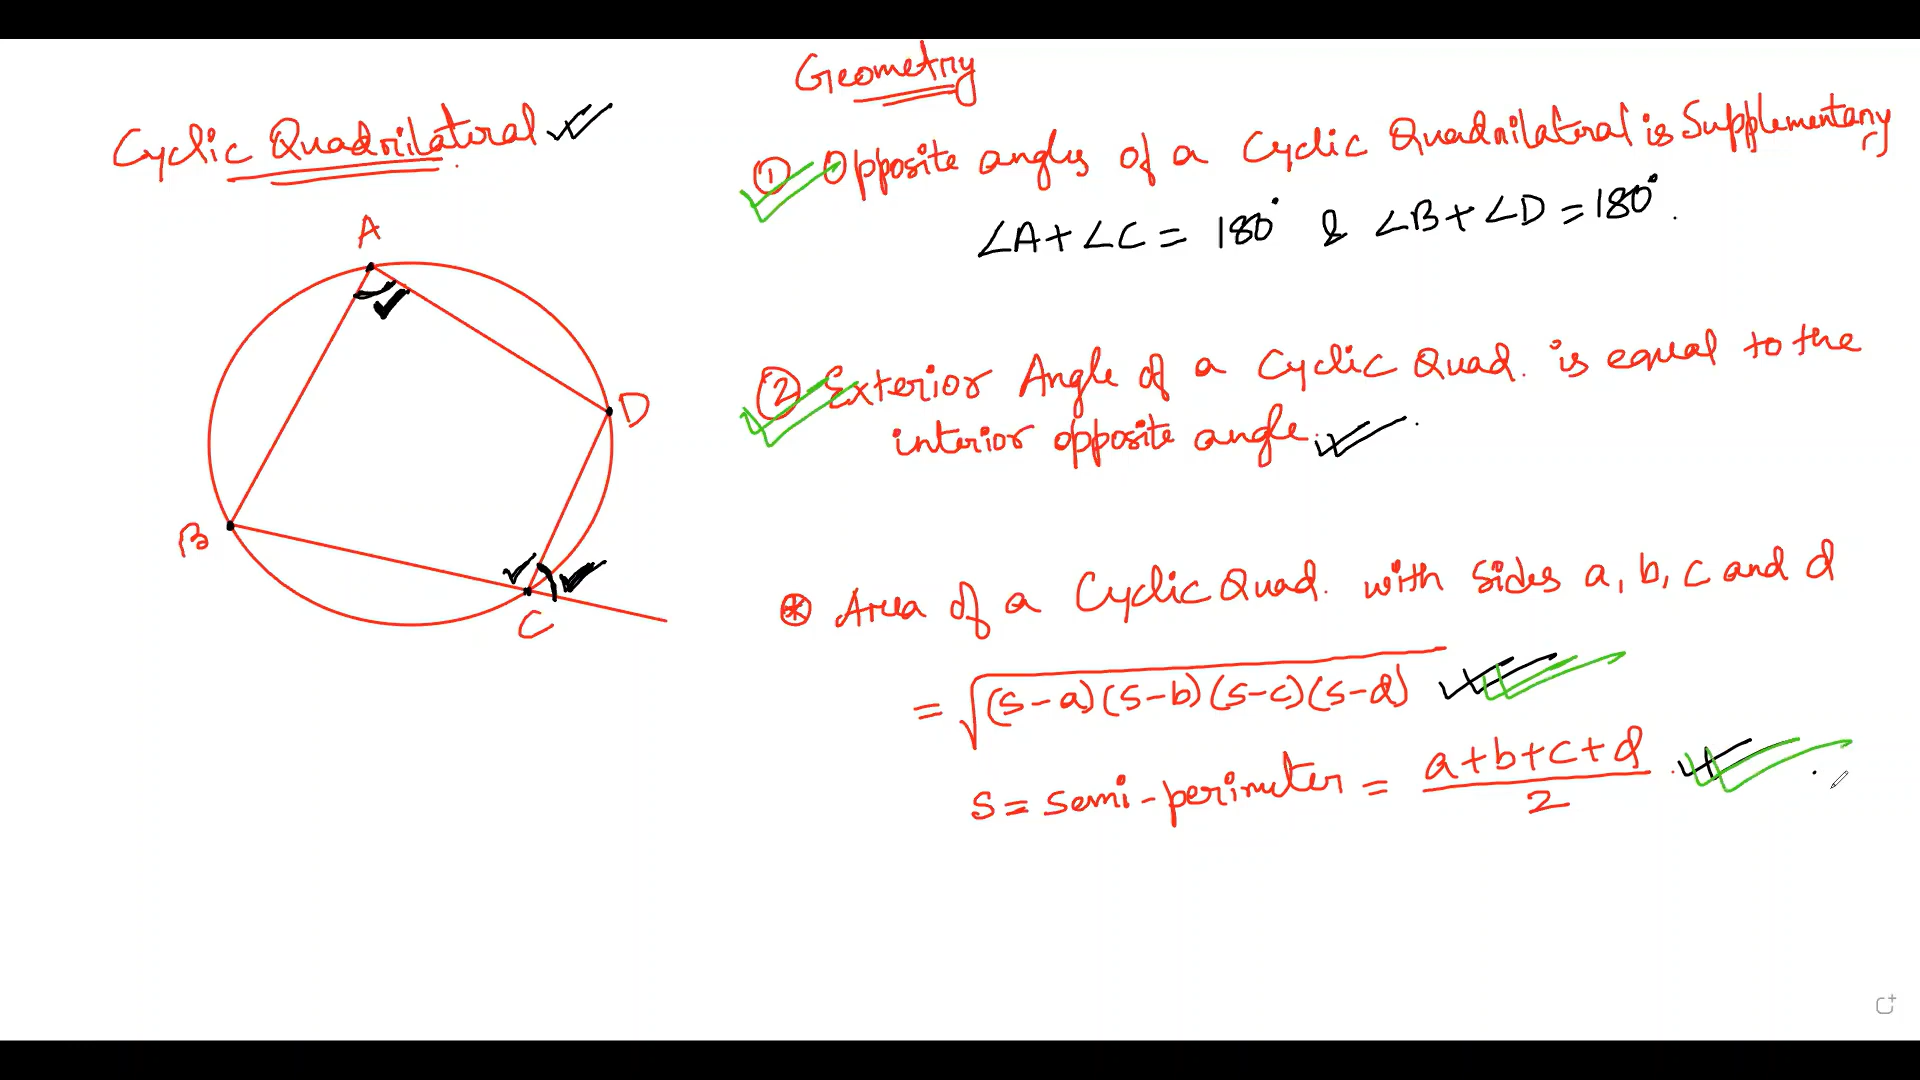 Geometry
Cyclic Quadrilateral
① Opposite angles of a Cyclic Quadrilateral is Supplementary
∠A+∠C = 180° & ∠B+∠D = 180°.
② Exterior Angle of a Cyclic Quad. is equal to the
interior opposite angle.
⊛ Area of a Cyclic Quad. with sides a, b, c and d
= √(s-a)(s-b)(s-c)(s-d)
s = semi-perimeter = a+b+c+d / 2
A
D
B
C